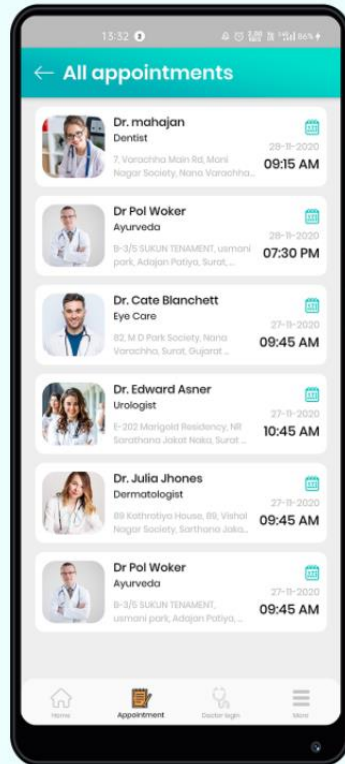 13:32
86%
← All appointments
Dr. mahajan
Dentist
28-11-2020
7, Varachha Main Rd, Mani
Nagar Society, Nana Varachha...
09:15 AM
Dr Pol Woker
Ayurveda
28-11-2020
B-3/5 SUKUN TENAMENT, usmani
park, Adajan Patiya, Surat, ...
07:30 PM
Dr. Cate Blanchett
Eye Care
27-11-2020
82, M D Park Society, Nana
Varachha, Surat, Gujarat ...
09:45 AM
Dr. Edward Asner
Urologist
27-11-2020
E-202 Marigold Residency, NR
Sarathana Jakat Naka, Surat ...
10:45 AM
Dr. Julia Jhones
Dermatologist
27-11-2020
B9 Kathrotiya House, 89, Vishal
Nagar Society, Sarthana Jaka...
09:45 AM
Dr Pol Woker
Ayurveda
27-11-2020
B-3/5 SUKUN TENAMENT,
usmani park, Adajan Patiya, ...
09:45 AM
Home
Appointment
Doctor login
More